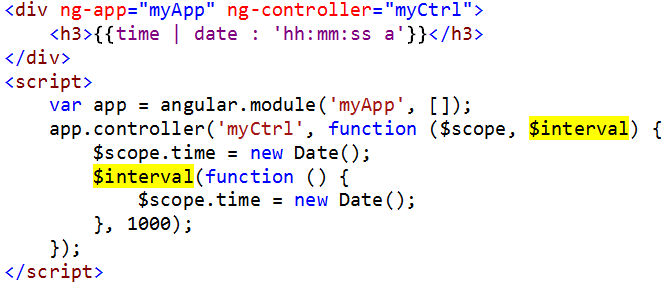 <div ng-app="myApp" ng-controller="myCtrl">
    <h3>{{time | date : 'hh:mm:ss a'}}</h3>
</div>
<script>
    var app = angular.module('myApp', []);
    app.controller('myCtrl', function ($scope, $interval) {
        $scope.time = new Date();
        $interval(function () {
            $scope.time = new Date();
        }, 1000);
    });
</script>